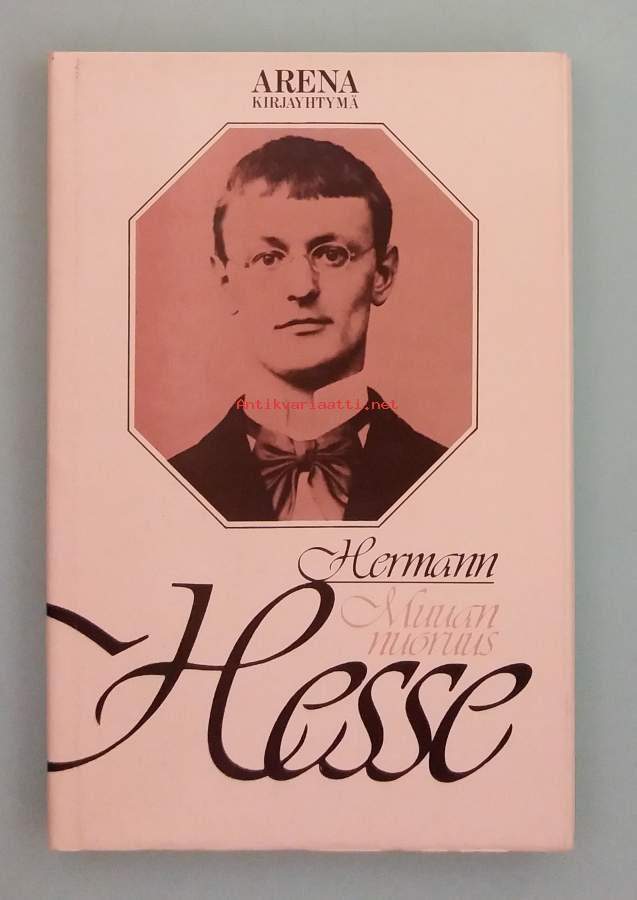 ARENA
KIRJAYHTYMÄ
Antikvariaatti.net
Hermann
Muuan
nuoruus
Hesse